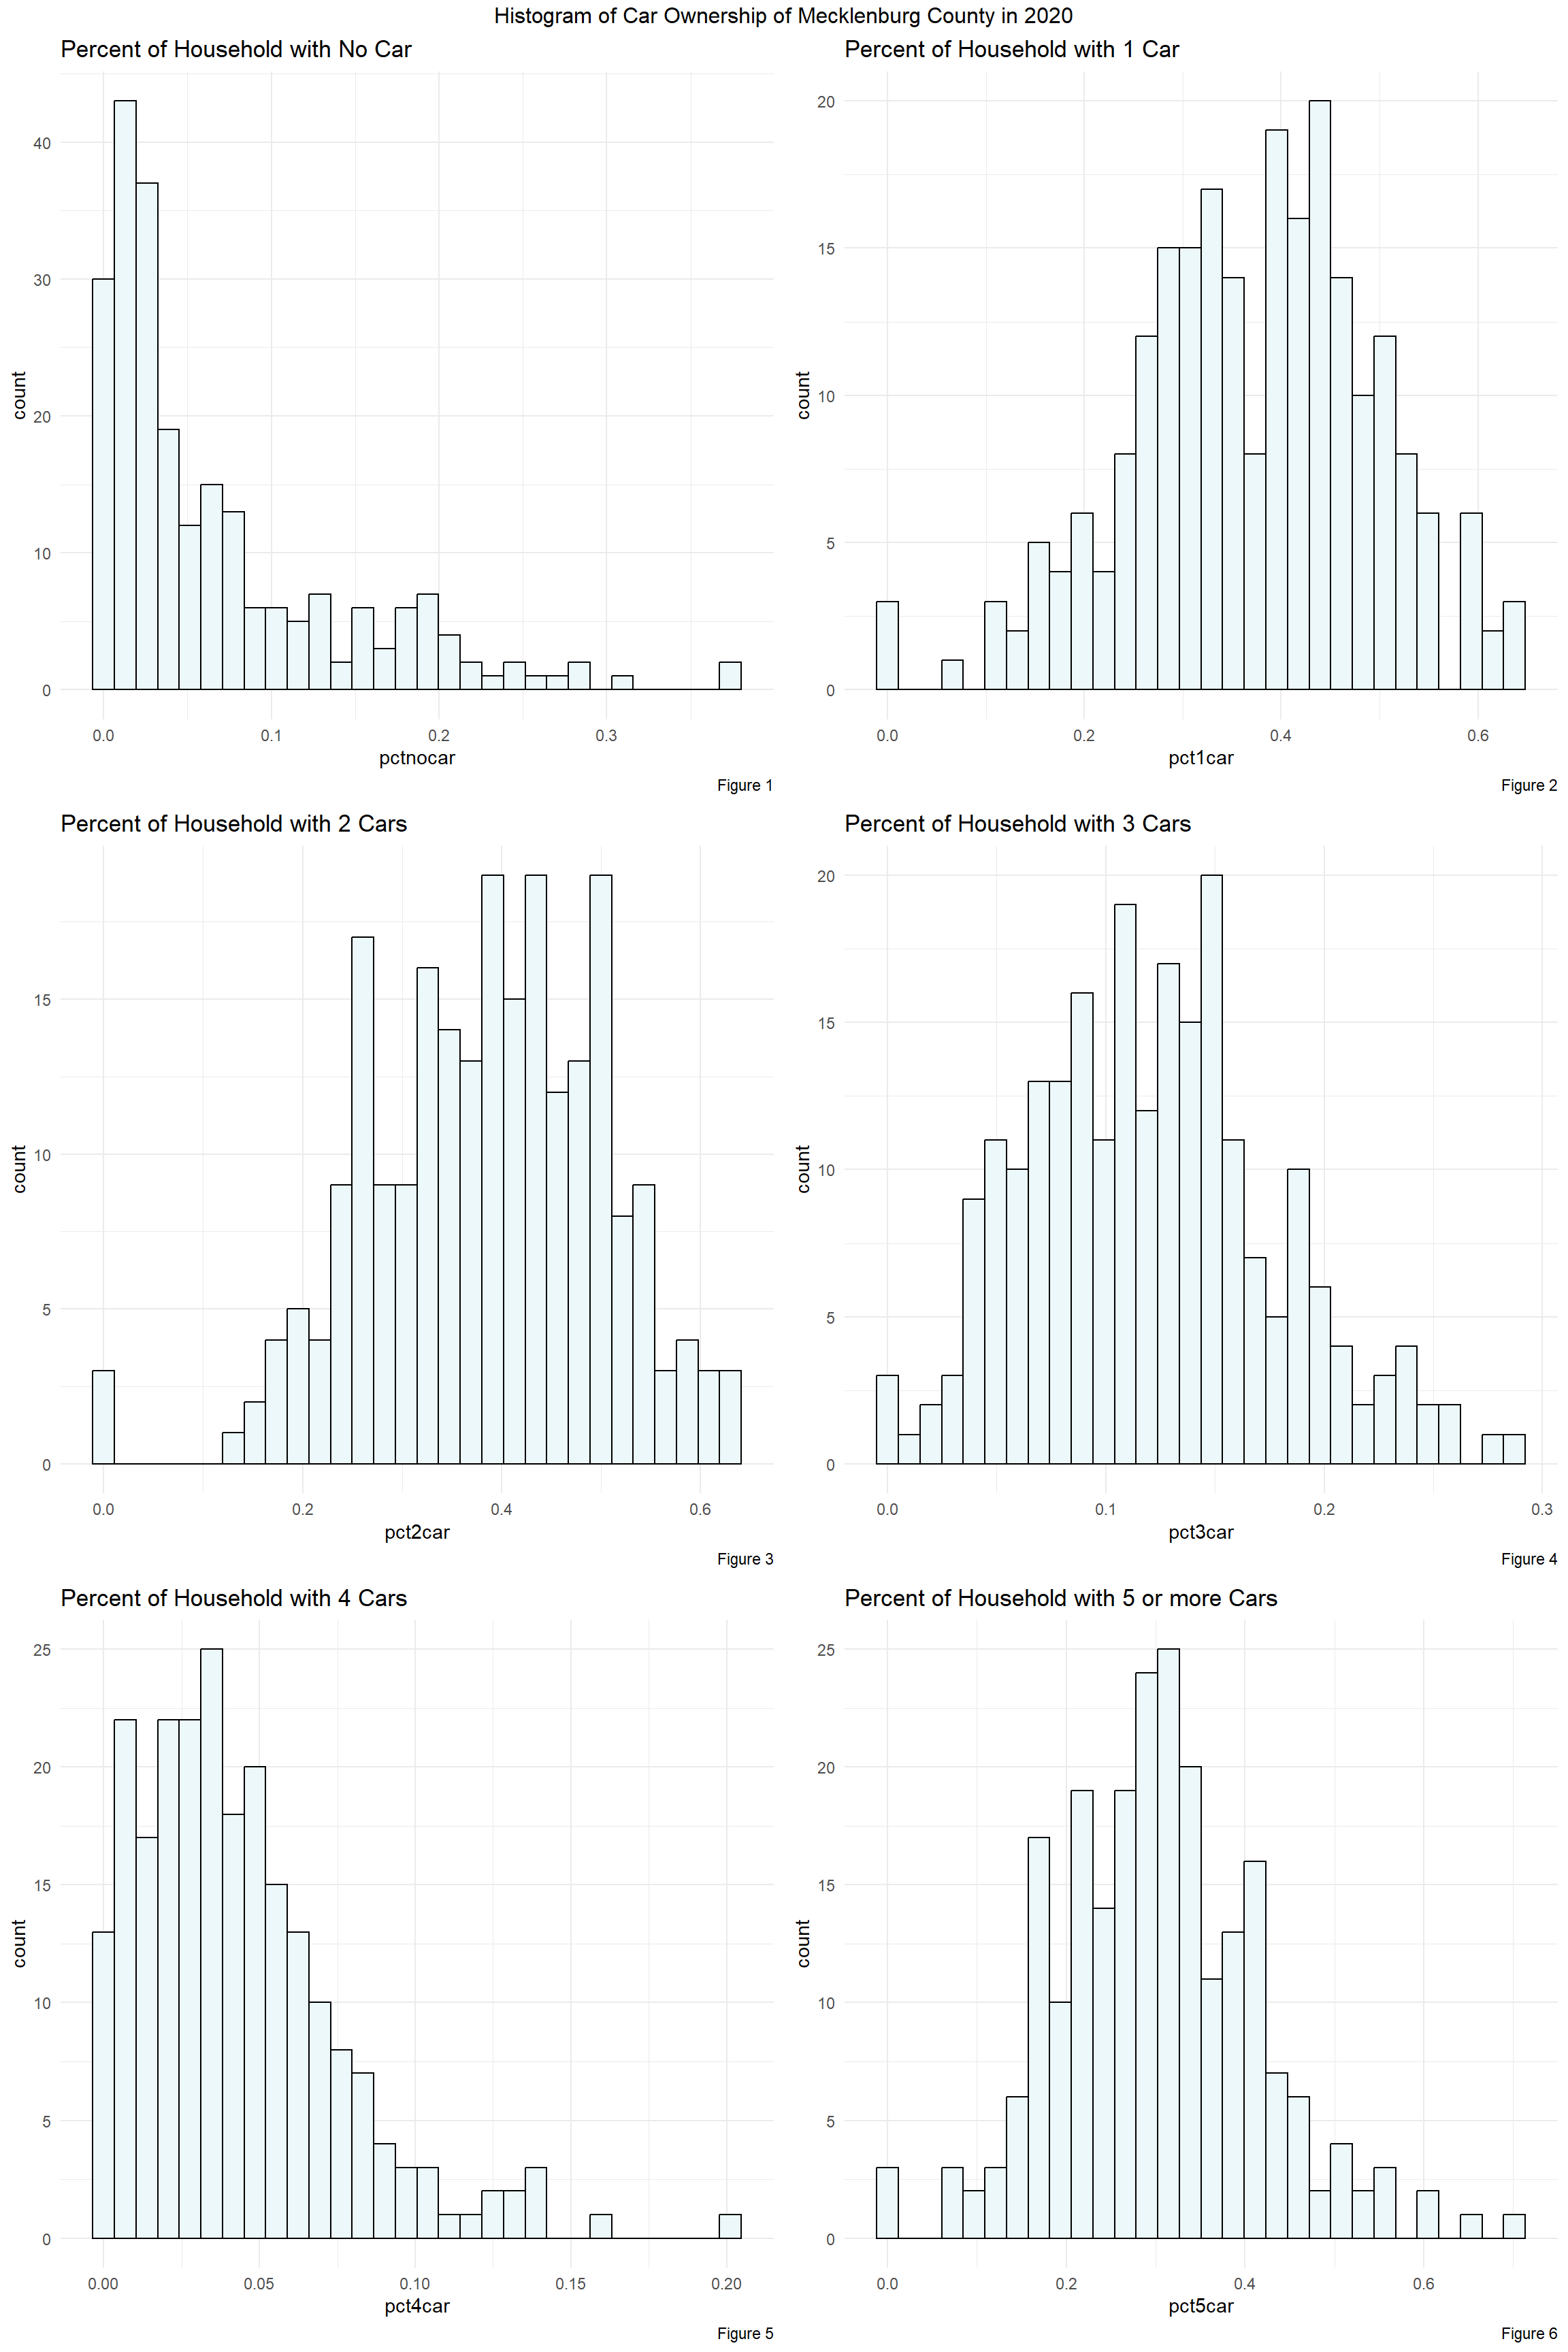 Histogram of Car Ownership of Mecklenburg County in 2020
Percent of Household with No Car
count
40
30
20
10
0
0.0 0.1 0.2 0.3
pctnocar
Figure 1
Percent of Household with 1 Car
count
20
15
10
5
0
0.0 0.2 0.4 0.6
pct1car
Figure 2
Percent of Household with 2 Cars
count
15
10
5
0
0.0 0.2 0.4 0.6
pct2car
Figure 3
Percent of Household with 3 Cars
count
20
15
10
5
0
0.0 0.1 0.2 0.3
pct3car
Figure 4
Percent of Household with 4 Cars
count
25
20
15
10
5
0
0.00 0.05 0.10 0.15 0.20
pct4car
Figure 5
Percent of Household with 5 or more Cars
count
25
20
15
10
5
0
0.0 0.2 0.4 0.6
pct5car
Figure 6